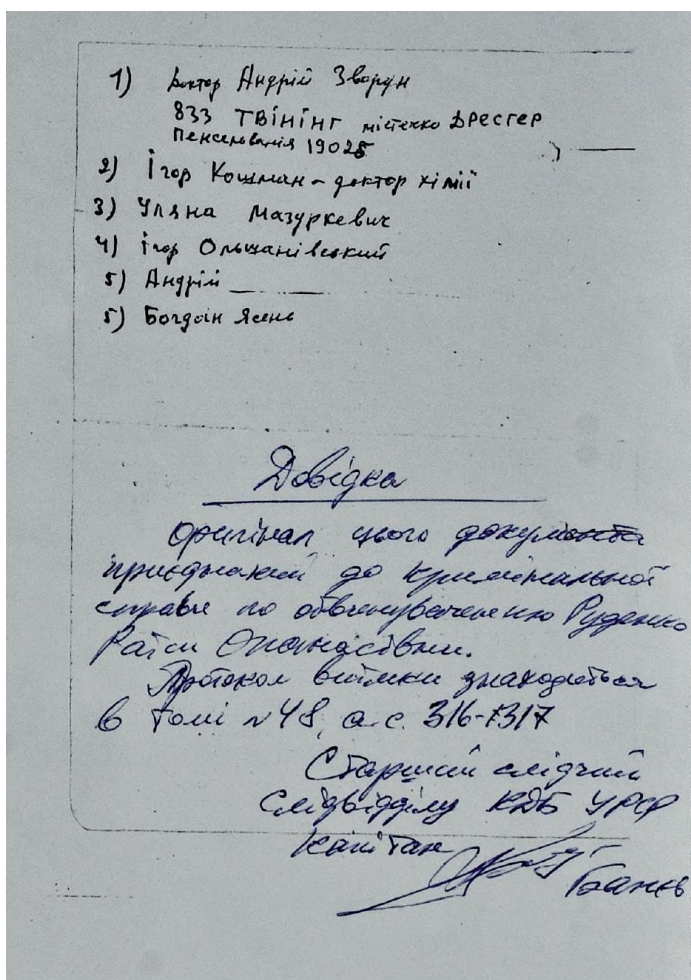 1) Доктор Андрій Зворун
833 ТВІНІНГ містечко ДРЕСГЕР
Пенсильванія 19025
2) Ігор Кошман – доктор хімії
3) Уляна Мазуркевич
4) Ігор Ольшанівський
5) Андрій
5) Богдан Ясень
Довідка
Оригінал цього документа
приєднаний до кримінальної
справи по обвинуваченню Руденко
Раїси Опанасівни.
Протокол виїмки знаходиться
в томі №48, а.с. 316-317
Старший слідчий
Слідвідділу КДБ УРСР
капітан